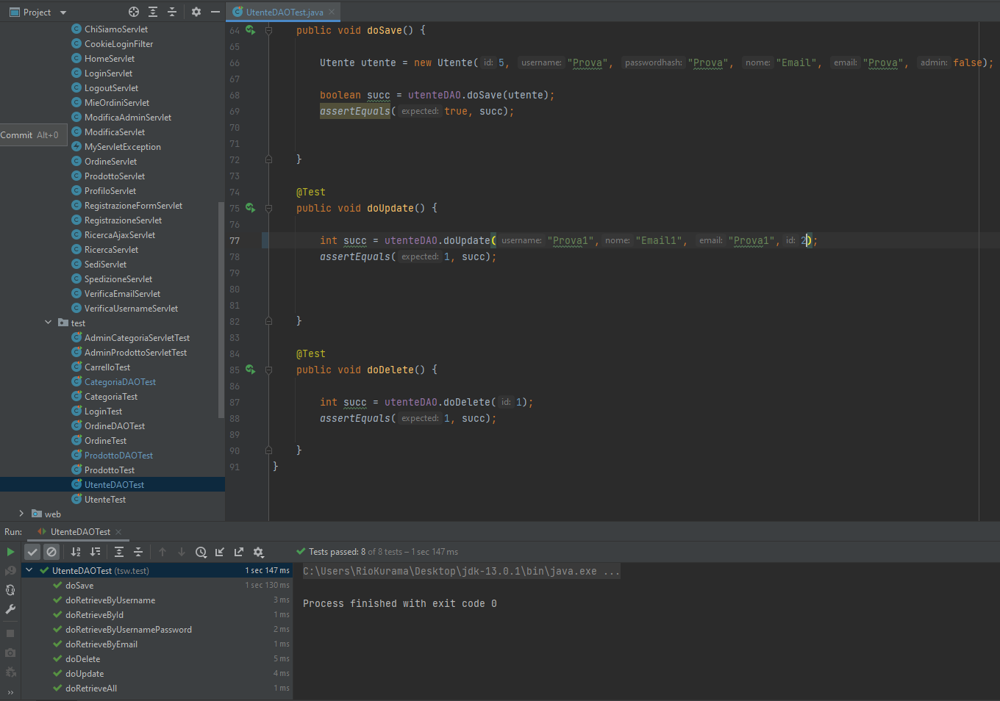 Project
UtenteDAOTest.java
ChiSiamoServlet
CookieLoginFilter
HomeServlet
LoginServlet
LogoutServlet
MieOrdiniServlet
ModificaAdminServlet
ModificaServlet
Commit Alt+0
MyServletException
OrdineServlet
ProdottoServlet
ProfiloServlet
RegistrazioneFormServlet
RegistrazioneServlet
RicercaAjaxServlet
RicercaServlet
SediServlet
SpedizioneServlet
VerificaEmailServlet
VerificaUsernameServlet
test
AdminCategoriaServletTest
AdminProdottoServletTest
CarrelloTest
CategoriaDAOTest
CategoriaTest
LoginTest
OrdineDAOTest
OrdineTest
ProdottoDAOTest
ProdottoTest
UtenteDAOTest
UtenteTest
web
64 public void doSave() {
65
66 Utente utente = new Utente( id: 5, username: "Prova", passwordhash: "Prova", nome: "Email", email: "Prova", admin: false);
67
68 boolean succ = utenteDAO.doSave(utente);
69 assertEquals( expected: true, succ);
70
71
72 }
73
74 @Test
75 public void doUpdate() {
76
77 int succ = utenteDAO.doUpdate( username: "Prova1", nome: "Email1", email: "Prova1", id: 2);
78 assertEquals( expected: 1, succ);
79
80
81
82 }
83
84 @Test
85 public void doDelete() {
86
87 int succ = utenteDAO.doDelete( id: 1);
88 assertEquals( expected: 1, succ);
89
90 }
91 }
Run: UtenteDAOTest
Tests passed: 8 of 8 tests – 1 sec 147 ms
UtenteDAOTest (tsw.test) 1 sec 147 ms
doSave 1 sec 130 ms
doRetrieveByUsername 3 ms
doRetrieveById 1 ms
doRetrieveByUsernamePassword 2 ms
doRetrieveByEmail 1 ms
doDelete 5 ms
doUpdate 4 ms
doRetrieveAll 1 ms
C:\Users\RioKurama\Desktop\jdk-13.0.1\bin\java.exe ...
Process finished with exit code 0